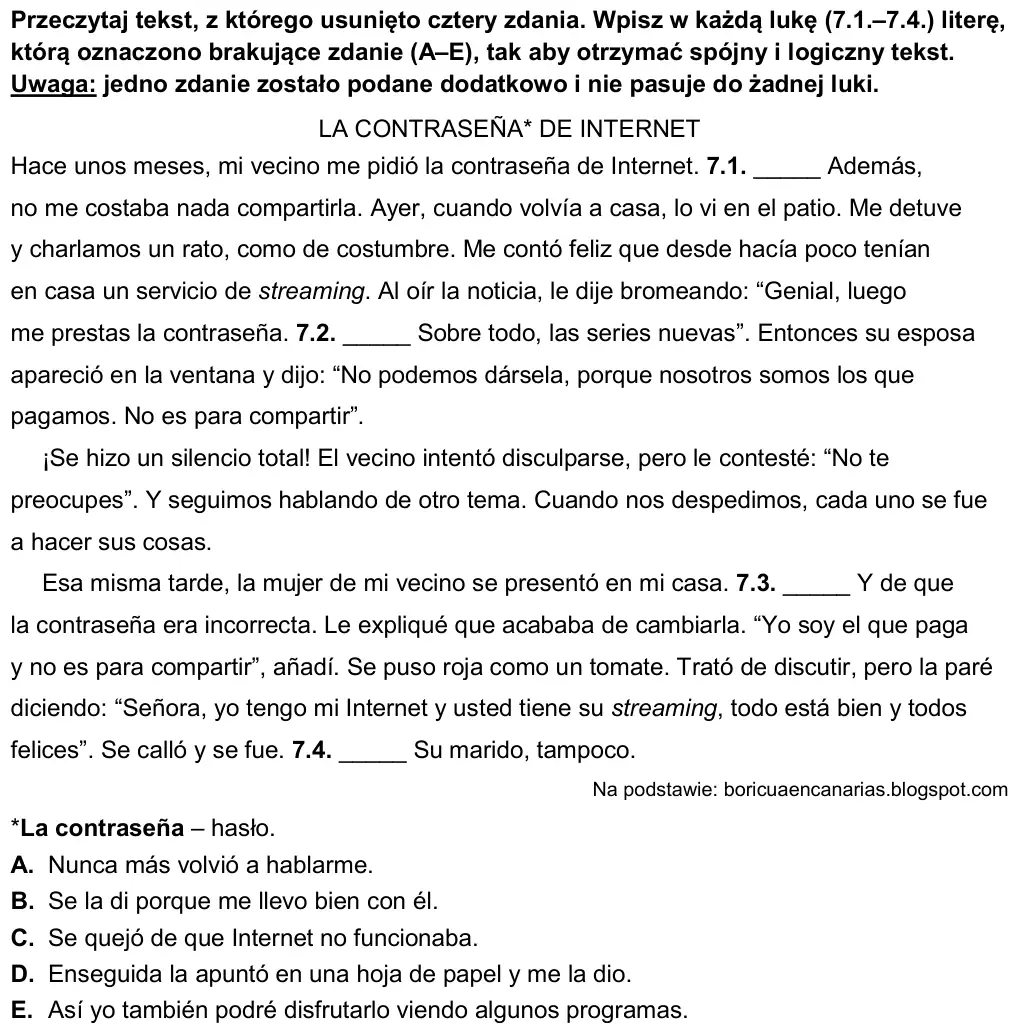 Przeczytaj tekst, z którego usunięto cztery zdania. Wpisz w każdą lukę (7.1.–7.4.) literę,
którą oznaczono brakujące zdanie (A–E), tak aby otrzymać spójny i logiczny tekst.
Uwaga: jedno zdanie zostało podane dodatkowo i nie pasuje do żadnej luki.
LA CONTRASEÑA* DE INTERNET
Hace unos meses, mi vecino me pidió la contraseña de Internet. 7.1. _____ Además,
no me costaba nada compartirla. Ayer, cuando volvía a casa, lo vi en el patio. Me detuve
y charlamos un rato, como de costumbre. Me contó feliz que desde hacía poco tenían
en casa un servicio de streaming. Al oír la noticia, le dije bromeando: “Genial, luego
me prestas la contraseña. 7.2. _____ Sobre todo, las series nuevas”. Entonces su esposa
apareció en la ventana y dijo: “No podemos dársela, porque nosotros somos los que
pagamos. No es para compartir”.
¡Se hizo un silencio total! El vecino intentó disculparse, pero le contesté: “No te
preocupes”. Y seguimos hablando de otro tema. Cuando nos despedimos, cada uno se fue
a hacer sus cosas.
Esa misma tarde, la mujer de mi vecino se presentó en mi casa. 7.3. _____ Y de que
la contraseña era incorrecta. Le expliqué que acababa de cambiarla. “Yo soy el que paga
y no es para compartir”, añadí. Se puso roja como un tomate. Trató de discutir, pero la paré
diciendo: “Señora, yo tengo mi Internet y usted tiene su streaming, todo está bien y todos
felices”. Se calló y se fue. 7.4. _____ Su marido, tampoco.
Na podstawie: boricuaencanarias.blogspot.com
*La contraseña – hasło.
A. Nunca más volvió a hablarme.
B. Se la di porque me llevo bien con él.
C. Se quejó de que Internet no funcionaba.
D. Enseguida la apuntó en una hoja de papel y me la dio.
E. Así yo también podré disfrutarlo viendo algunos programas.